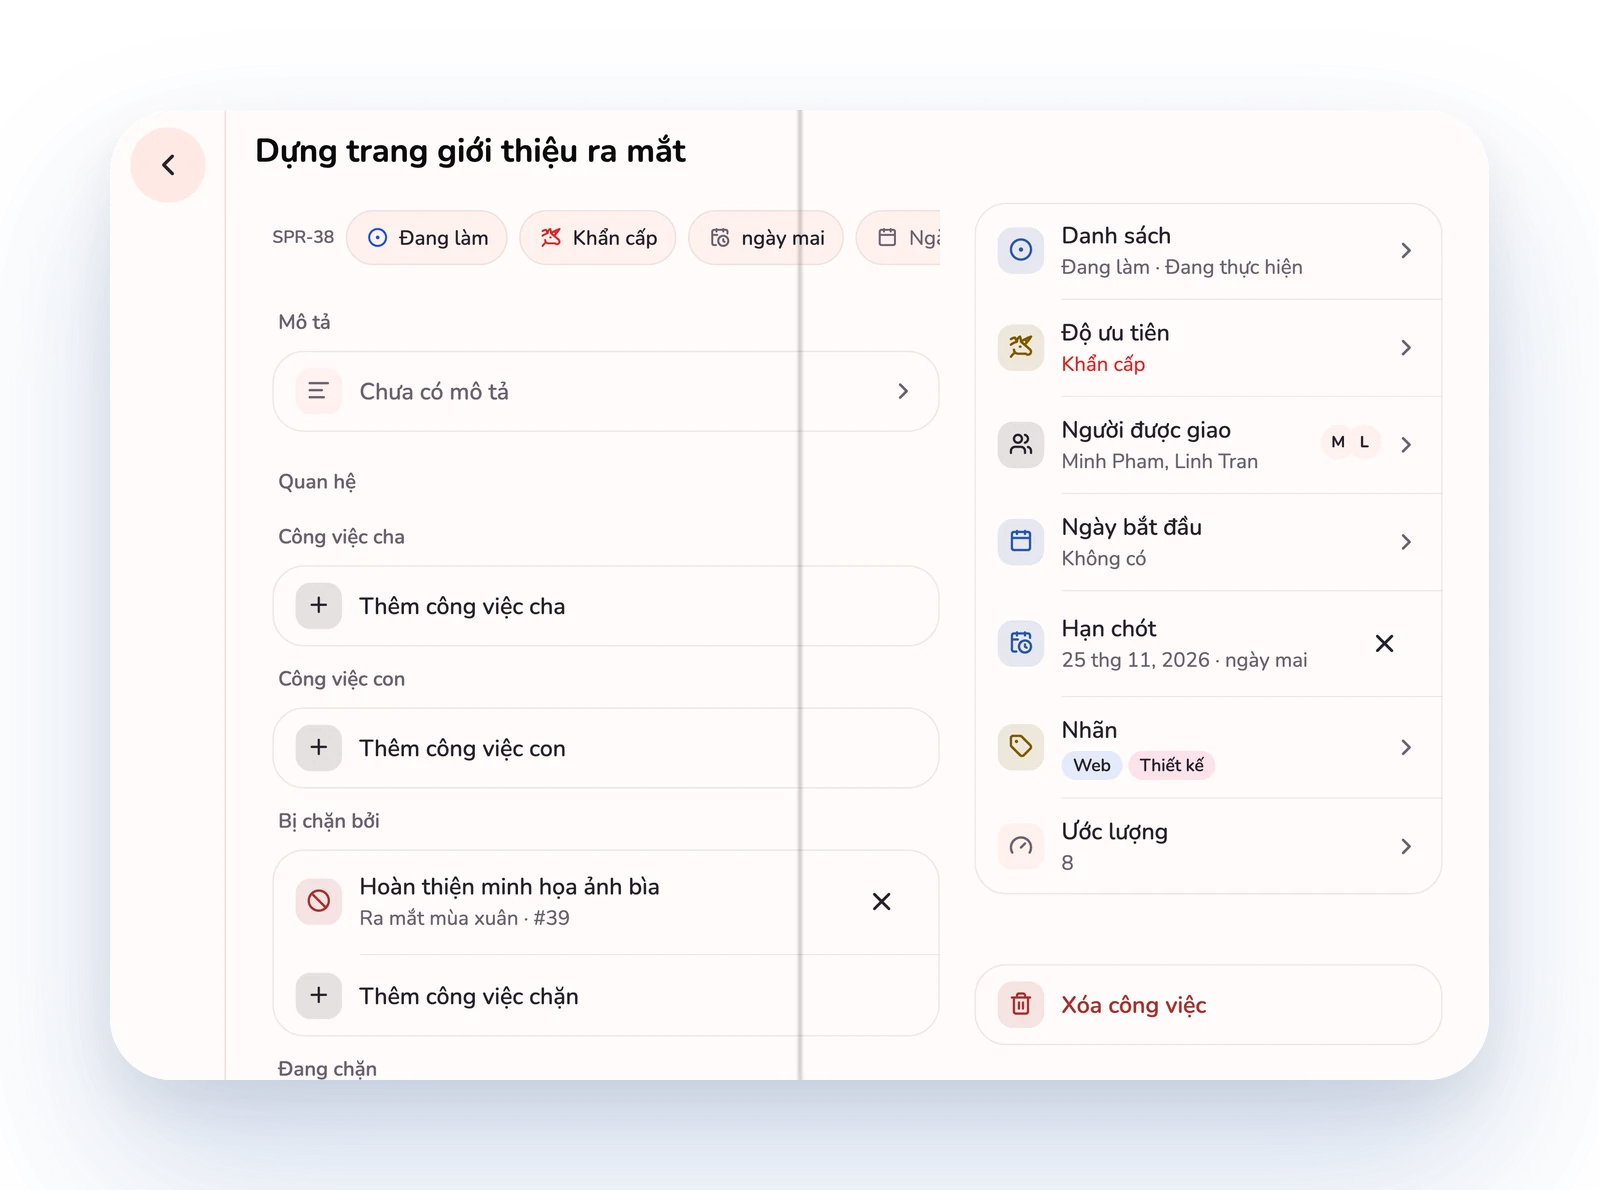 Dựng trang giới thiệu ra mắt
SPR-38
Đang làm
Khẩn cấp
ngày mai
Mô tả
Chưa có mô tả
Quan hệ
Công việc cha
Thêm công việc cha
Công việc con
Thêm công việc con
Bị chặn bởi
Hoàn thiện minh họa ảnh bìa
Ra mắt mùa xuân · #39
Thêm công việc chặn
Đang chặn
Danh sách
Đang làm · Đang thực hiện
Độ ưu tiên
Khẩn cấp
Người được giao
Minh Pham, Linh Tran
M L
Ngày bắt đầu
Không có
Hạn chót
25 thg 11, 2026 · ngày mai
Nhãn
Web Thiết kế
Ước lượng
8
Xóa công việc